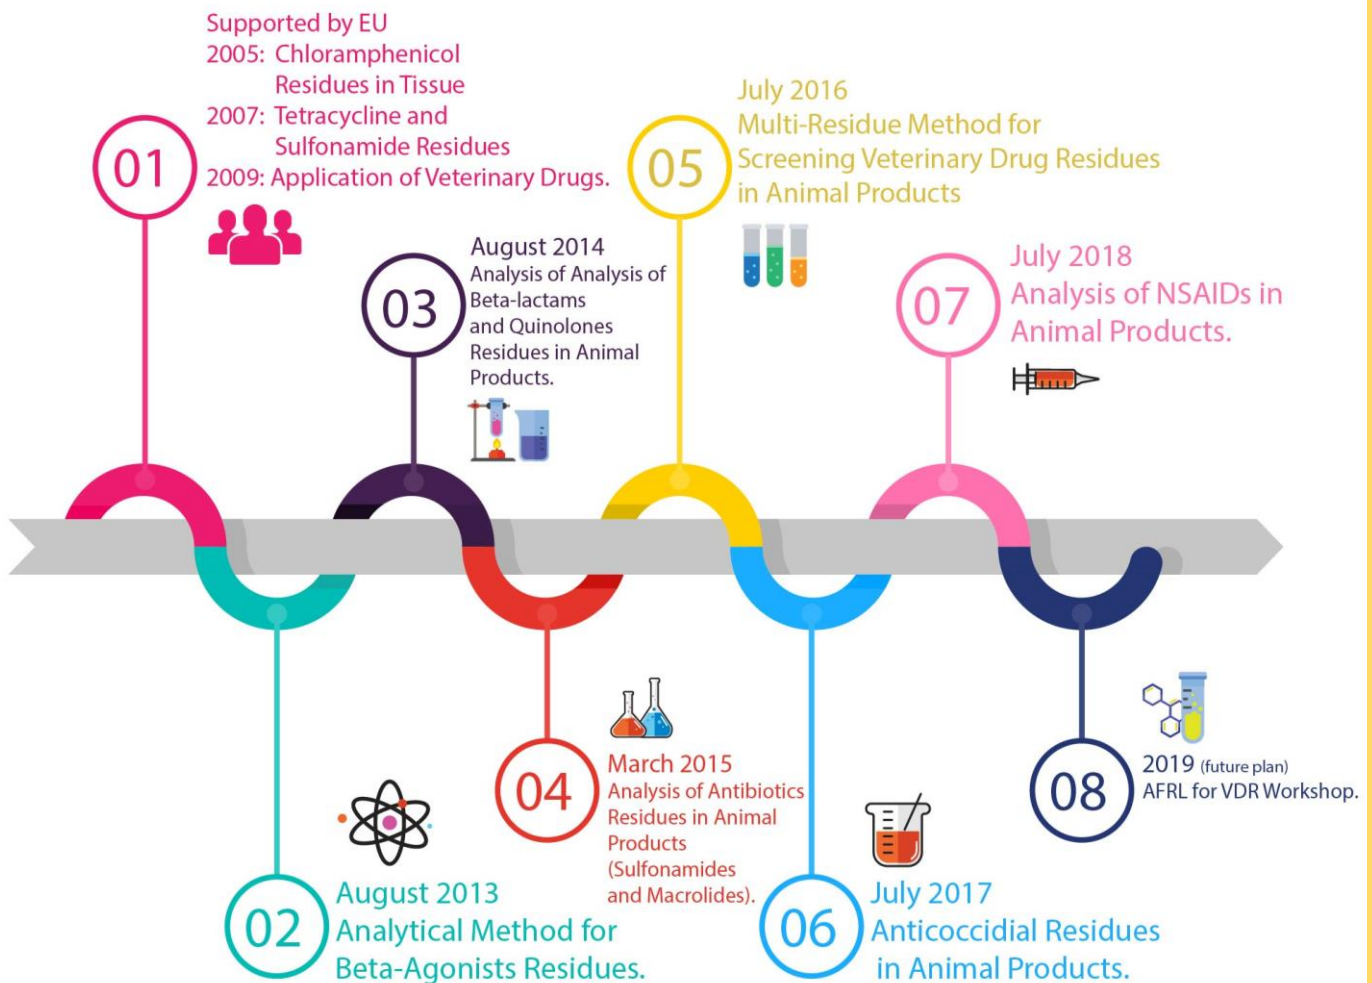 01
Supported by EU
2005: Chloramphenicol
Residues in Tissue
2007: Tetracycline and
Sulfonamide Residues
2009: Application of Veterinary Drugs.
02
August 2013
Analytical Method for
Beta-Agonists Residues.
03
August 2014
Analysis of Analysis of
Beta-lactams
and Quinolones
Residues in Animal
Products.
04
March 2015
Analysis of Antibiotics
Residues in Animal
Products
(Sulfonamides
and Macrolides).
05
July 2016
Multi-Residue Method for
Screening Veterinary Drug Residues
in Animal Products
06
July 2017
Anticoccidial Residues
in Animal Products.
07
July 2018
Analysis of NSAIDs in
Animal Products.
08
2019 (future plan)
AFRL for VDR Workshop.